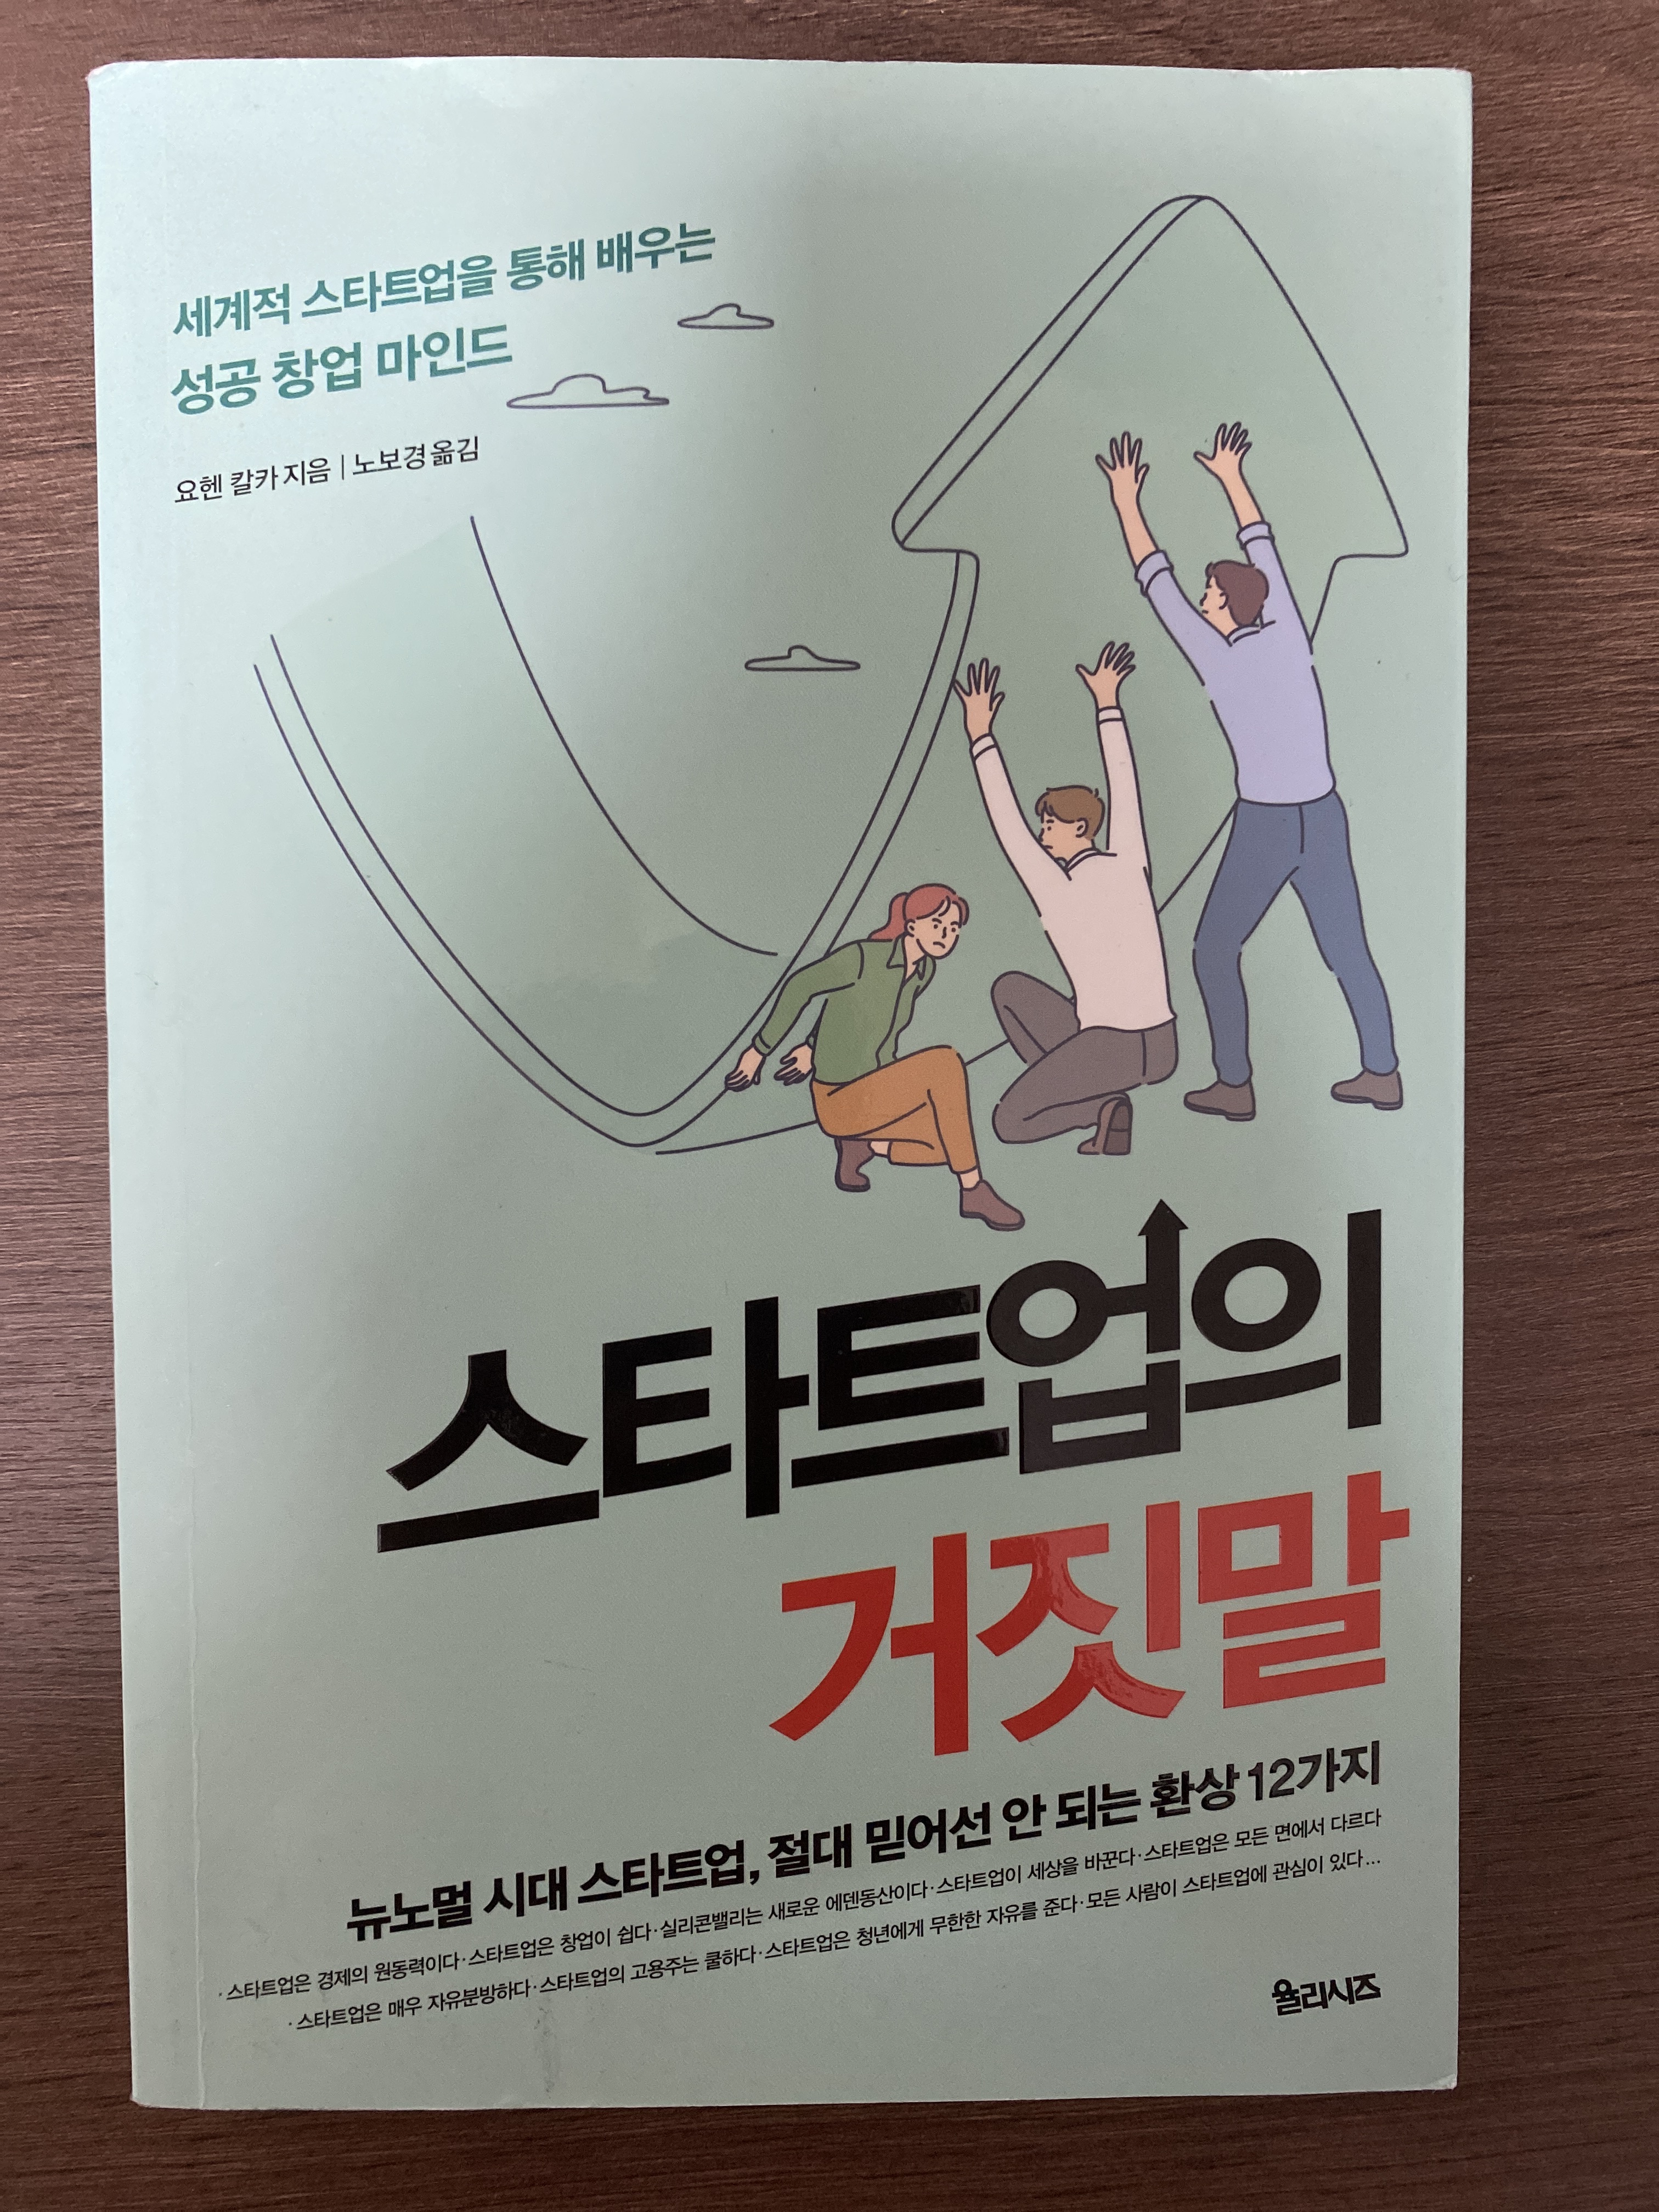 세계적 스타트업을 통해 배우는
성공 창업 마인드
요헨 칼카 지음 | 노보경 옮김
스타트업의
거짓말
뉴노멀 시대 스타트업, 절대 믿어선 안 되는 환상 12가지
· 스타트업은 경제의 원동력이다 · 스타트업은 창업이 쉽다 · 실리콘밸리는 새로운 에덴동산이다 · 스타트업이 세상을 바꾼다 · 스타트업은 모든 면에서 다르다
· 스타트업은 매우 자유분방하다 · 스타트업의 고용주는 쿨하다 · 스타트업은 청년에게 무한한 자유를 준다 · 모든 사람이 스타트업에 관심이 있다...
율리시즈